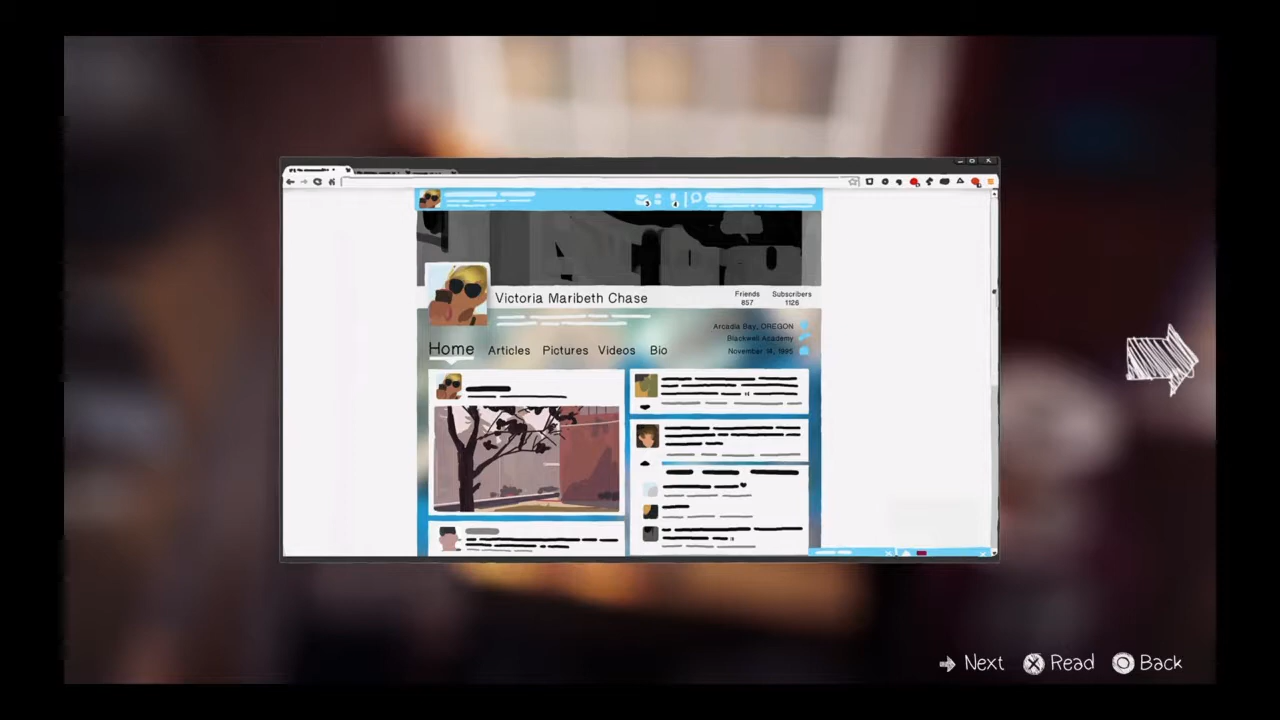 Victoria Maribeth Chase
Friends
657
Subscribers
1126
Arcadia Bay, OREGON
Blackwell Academy
November 14, 1995
Home Articles Pictures Videos Bio
Next Read Back